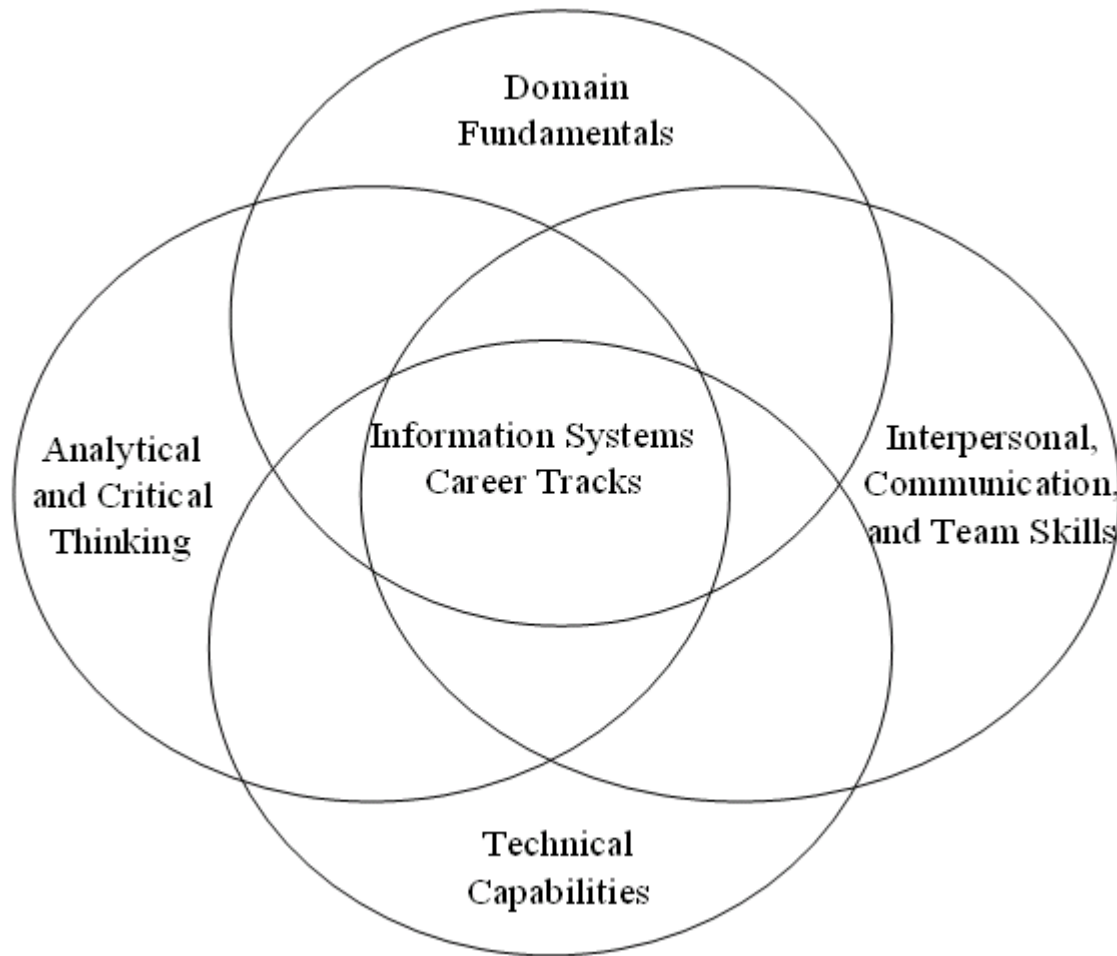 Domain
Fundamentals
Analytical
and Critical
Thinking
Information Systems
Career Tracks
Interpersonal,
Communication,
and Team Skills
Technical
Capabilities